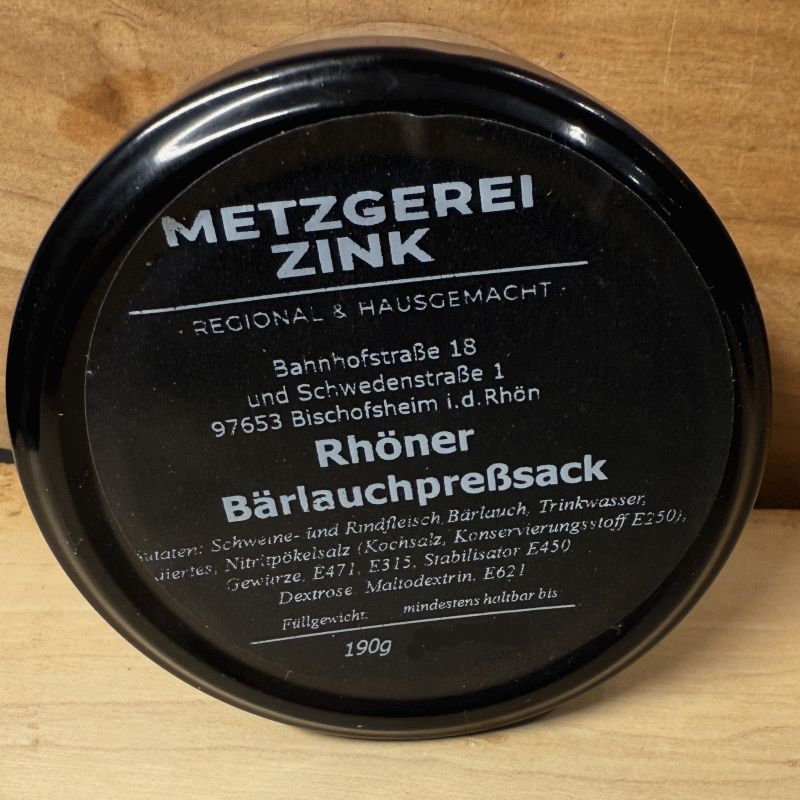 METZGEREI
ZINK
· REGIONAL & HAUSGEMACHT ·
Bahnhofstraße 18
und Schwedenstraße 1
97653 Bischofsheim i.d.Rhön
Rhöner
Bärlauchpreßsack
Schweine- und Rindfleisch, Bärlauch, Trinkwasser,
Nitritpökelsalz (Kochsalz, Konservierungsstoff E250),
Gewürze, E471, E315, Stabilisator E450
Dextrose, Maltodextrin, E621
Füllgewicht: mindestens haltbar bis
190g